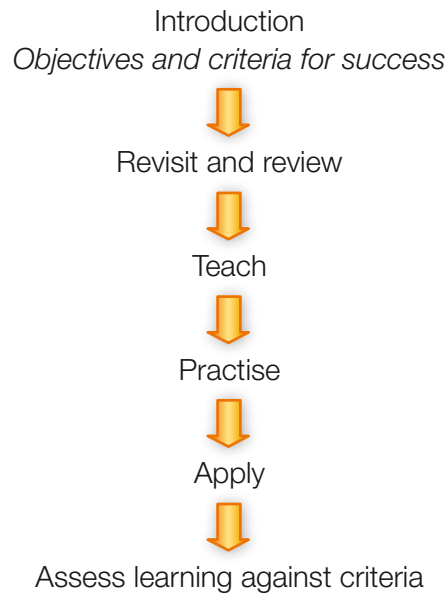 Introduction
Objectives and criteria for success
Revisit and review
Teach
Practise
Apply
Assess learning against criteria